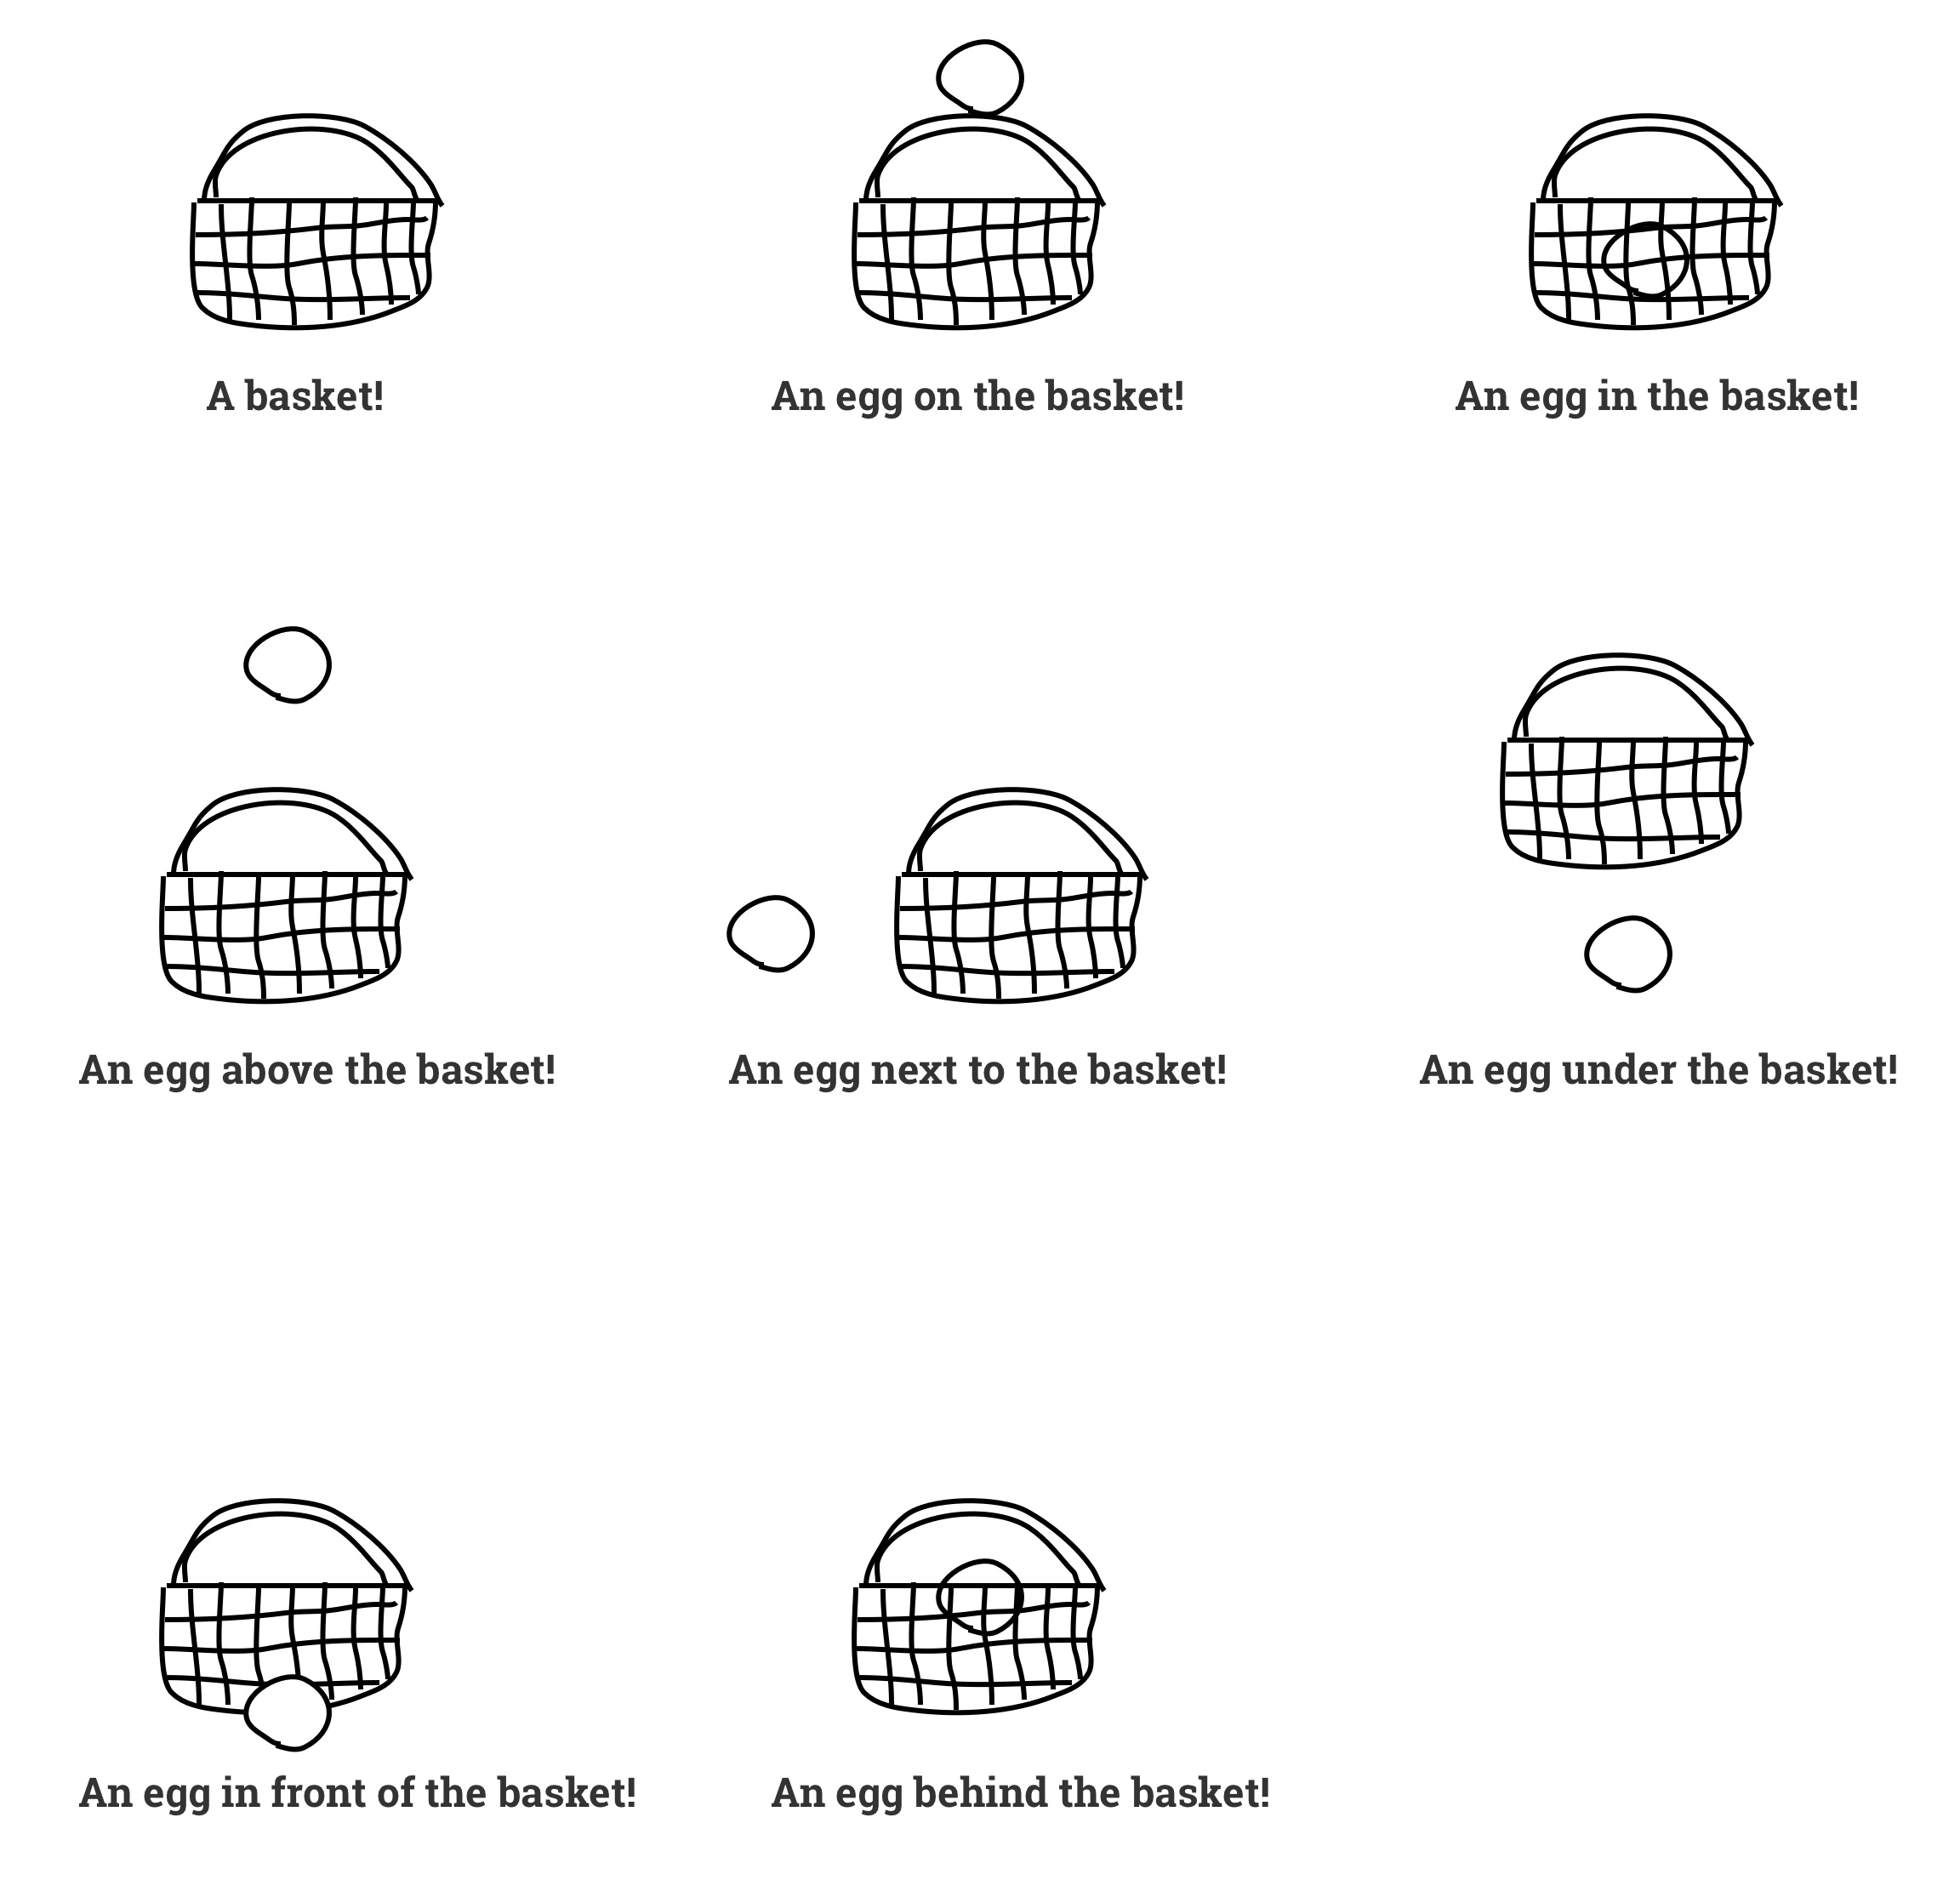 A basket!
An egg on the basket!
An egg in the basket!
An egg above the basket!
An egg next to the basket!
An egg under the basket!
An egg in front of the basket!
An egg behind the basket!